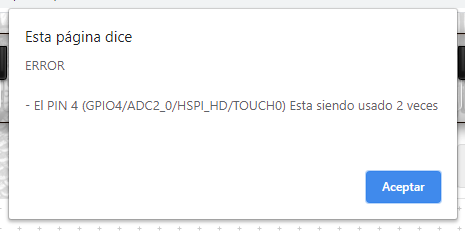 Esta página dice
ERROR
- El PIN 4 (GPIO4/ADC2_0/HSPI_HD/TOUCH0) Esta siendo usado 2 veces
Aceptar